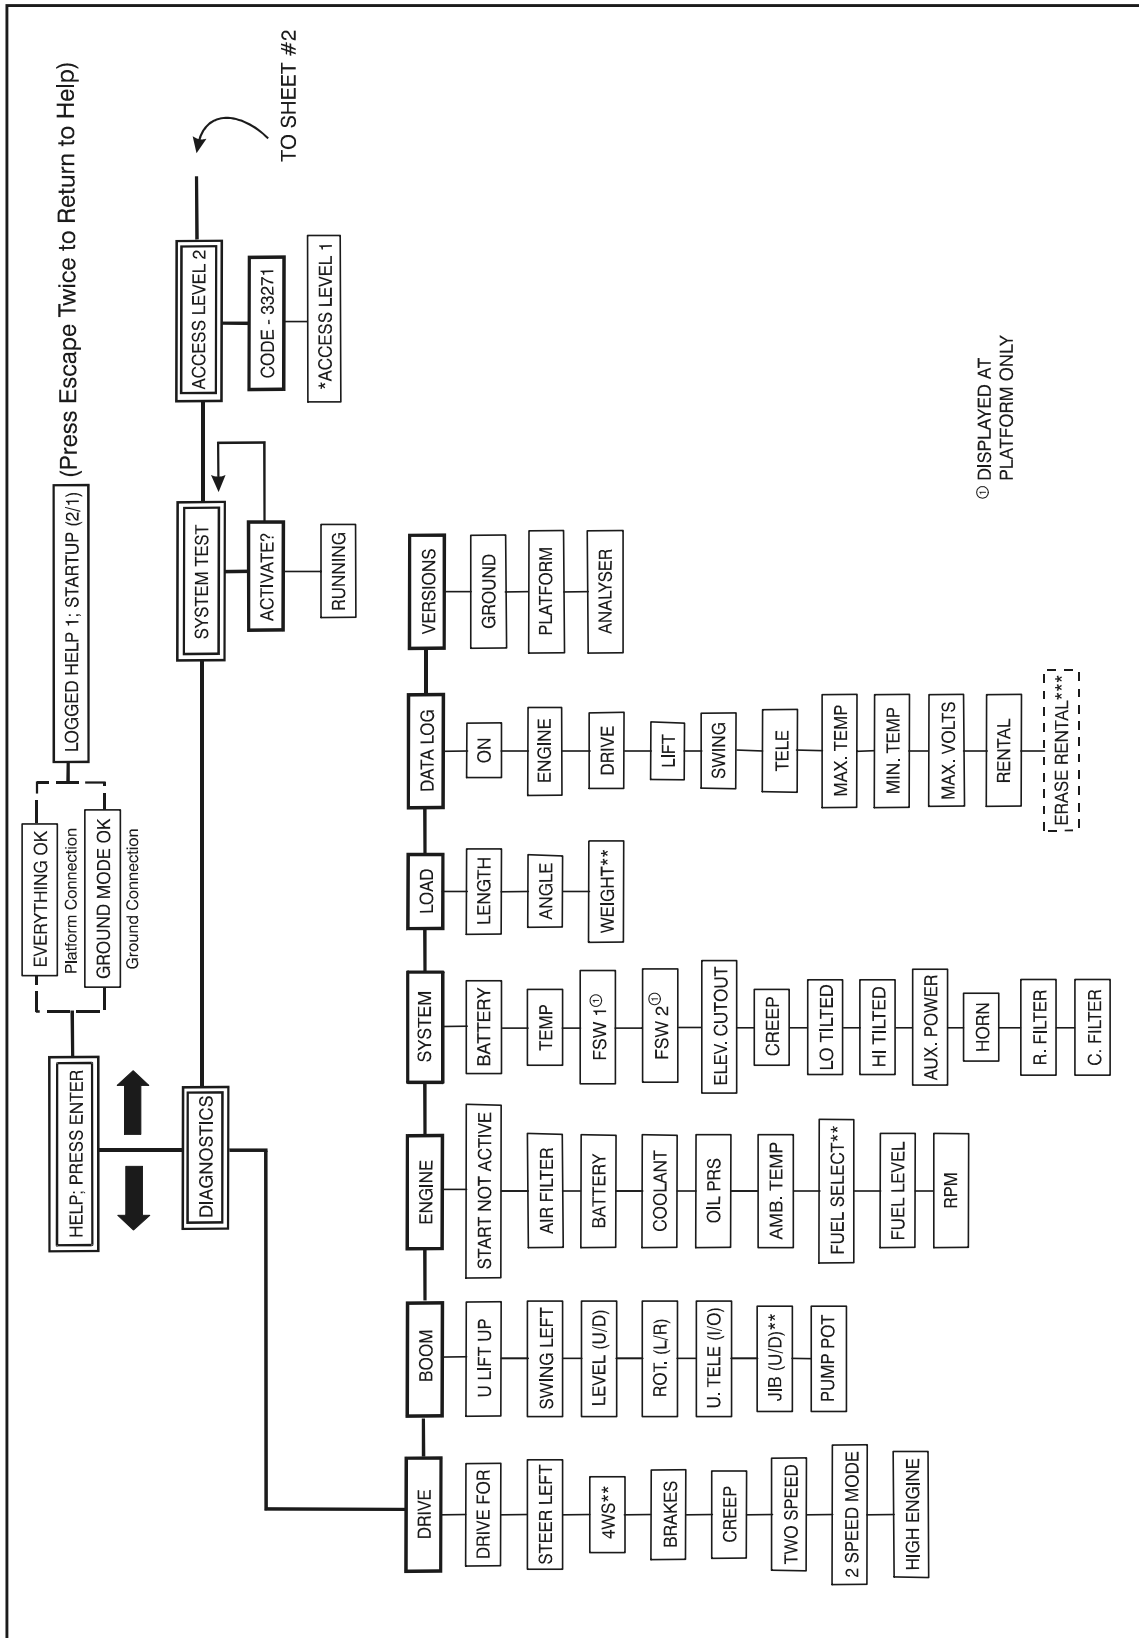 HELP; PRESS ENTER
EVERYTHING OK
Platform Connection
GROUND MODE OK
Ground Connection
LOGGED HELP 1; STARTUP (2/1)
(Press Escape Twice to Return to Help)
DIAGNOSTICS
SYSTEM TEST
ACTIVATE?
RUNNING
ACCESS LEVEL 2
CODE - 33271
*ACCESS LEVEL 1
TO SHEET #2
DRIVE
DRIVE FOR
STEER LEFT
4WS**
BRAKES
CREEP
TWO SPEED
2 SPEED MODE
HIGH ENGINE
BOOM
U LIFT UP
SWING LEFT
LEVEL (U/D)
ROT. (L/R)
U. TELE (I/O)
JIB (U/D)**
PUMP POT
ENGINE
START NOT ACTIVE
AIR FILTER
BATTERY
COOLANT
OIL PRS
AMB. TEMP
FUEL SELECT**
FUEL LEVEL
RPM
SYSTEM
BATTERY
TEMP
FSW 1①
FSW 2①
ELEV. CUTOUT
CREEP
LO TILTED
HI TILTED
AUX. POWER
HORN
R. FILTER
C. FILTER
LOAD
LENGTH
ANGLE
WEIGHT**
DATA LOG
ON
ENGINE
DRIVE
LIFT
SWING
TELE
MAX. TEMP
MIN. TEMP
MAX. VOLTS
RENTAL
ERASE RENTAL***
VERSIONS
GROUND
PLATFORM
ANALYSER
① DISPLAYED AT
PLATFORM ONLY